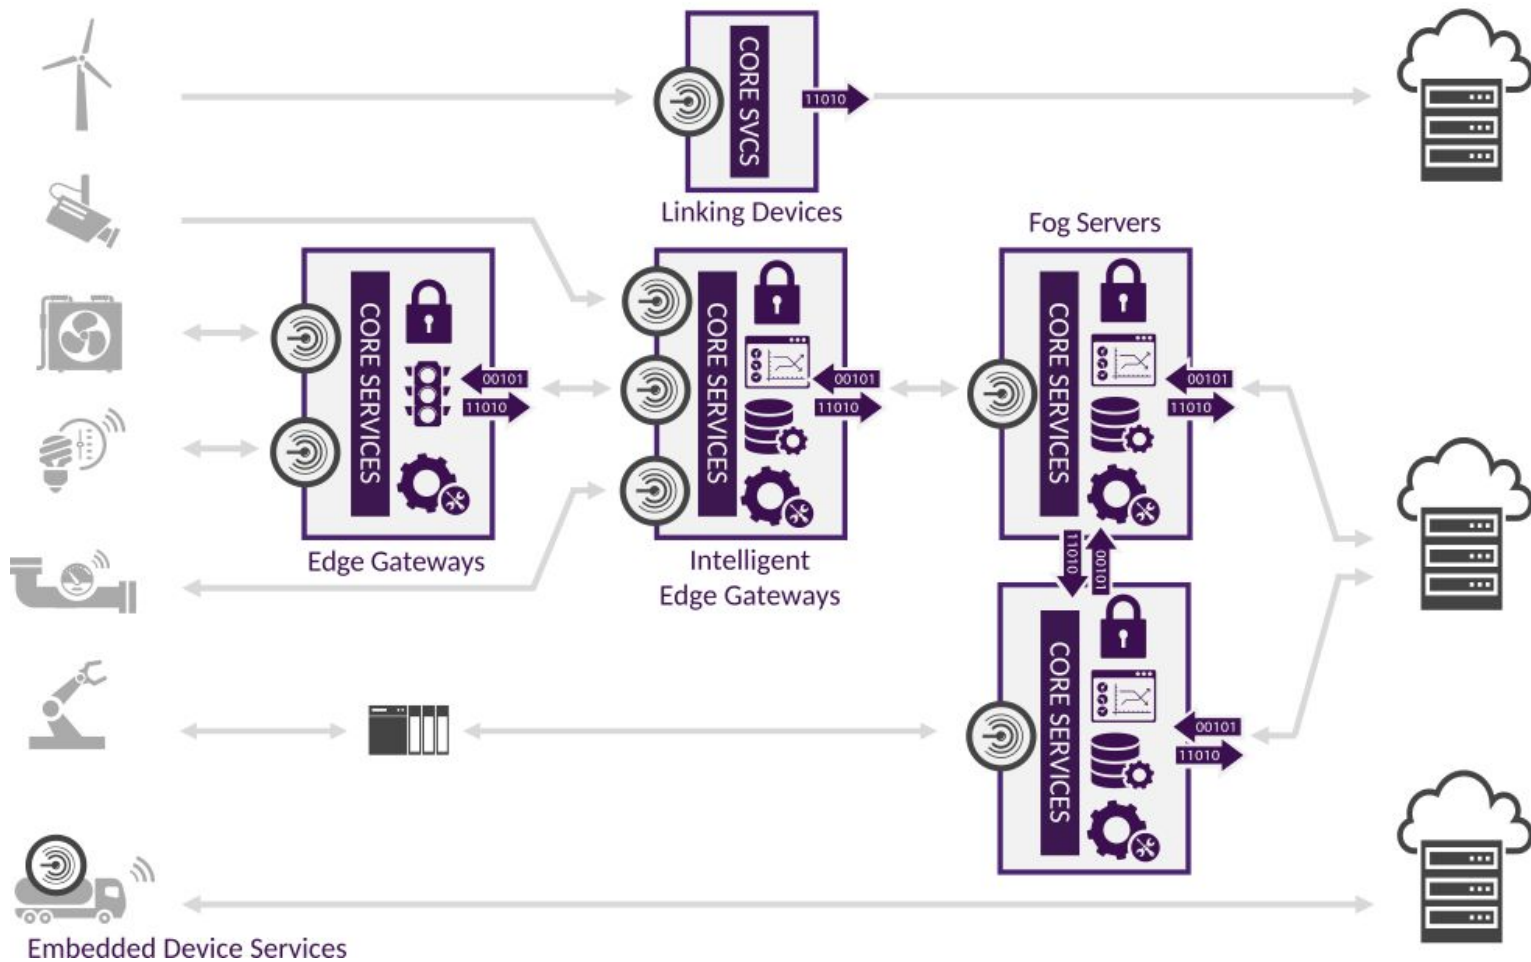 CORE SVCS
11010
Linking Devices
Fog Servers
CORE SERVICES
00101
11010
Edge Gateways
CORE SERVICES
00101
11010
Intelligent
Edge Gateways
CORE SERVICES
00101
11010
11010
00101
CORE SERVICES
00101
11010
Embedded Device Services